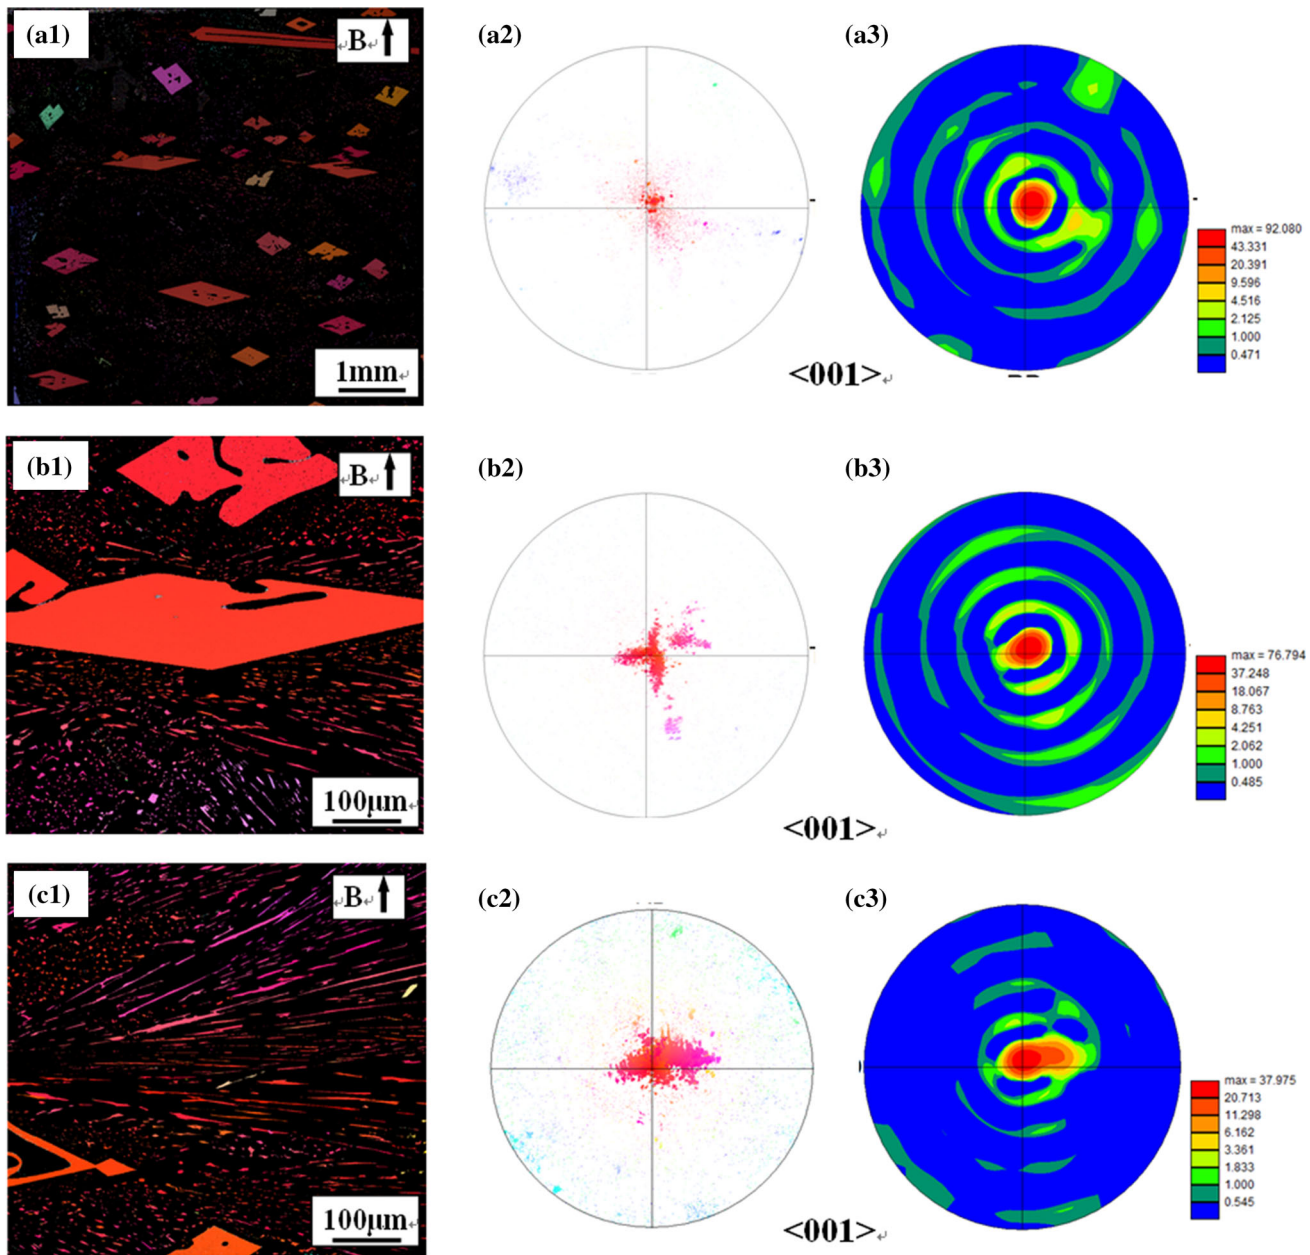 (a1)
B
(a2)
(a3)
max = 92.080
43.331
20.391
9.596
4.516
2.125
1.000
0.471
1mm
<001>
(b1)
B
(b2)
(b3)
max = 76.794
37.248
18.067
8.763
4.251
2.062
1.000
0.485
100μm
<001>
(c1)
B
(c2)
(c3)
max = 37.975
20.713
11.298
6.162
3.361
1.833
1.000
0.545
100μm
<001>